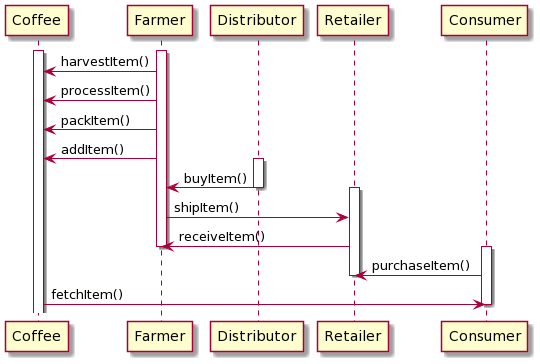 Coffee Farmer Distributor Retailer Consumer
harvestItem()
processItem()
packItem()
addItem()
buyItem()
shipItem()
receiveItem()
purchaseItem()
fetchItem()
Coffee Farmer Distributor Retailer Consumer